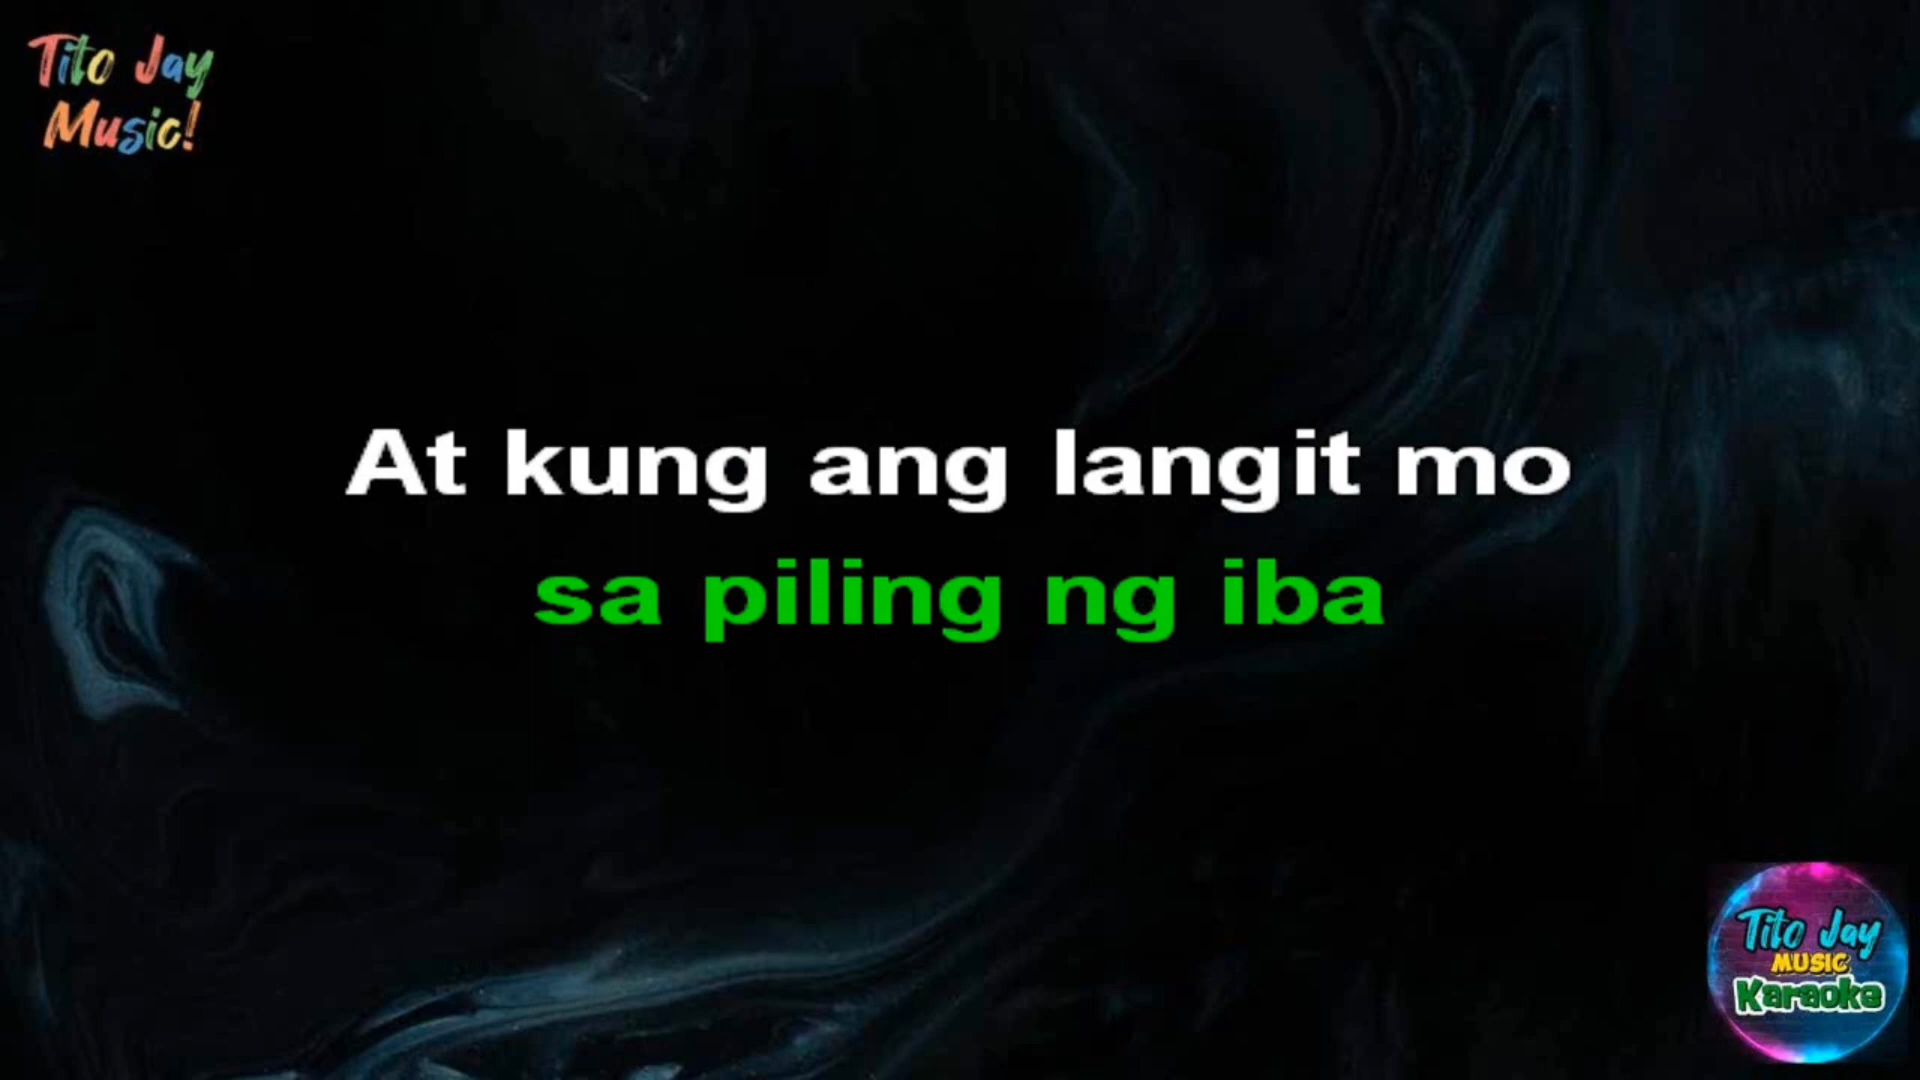 Tito Jay
Music!
At kung ang langit mo
sa piling ng iba
Tito Jay
MUSIC
Karaoke